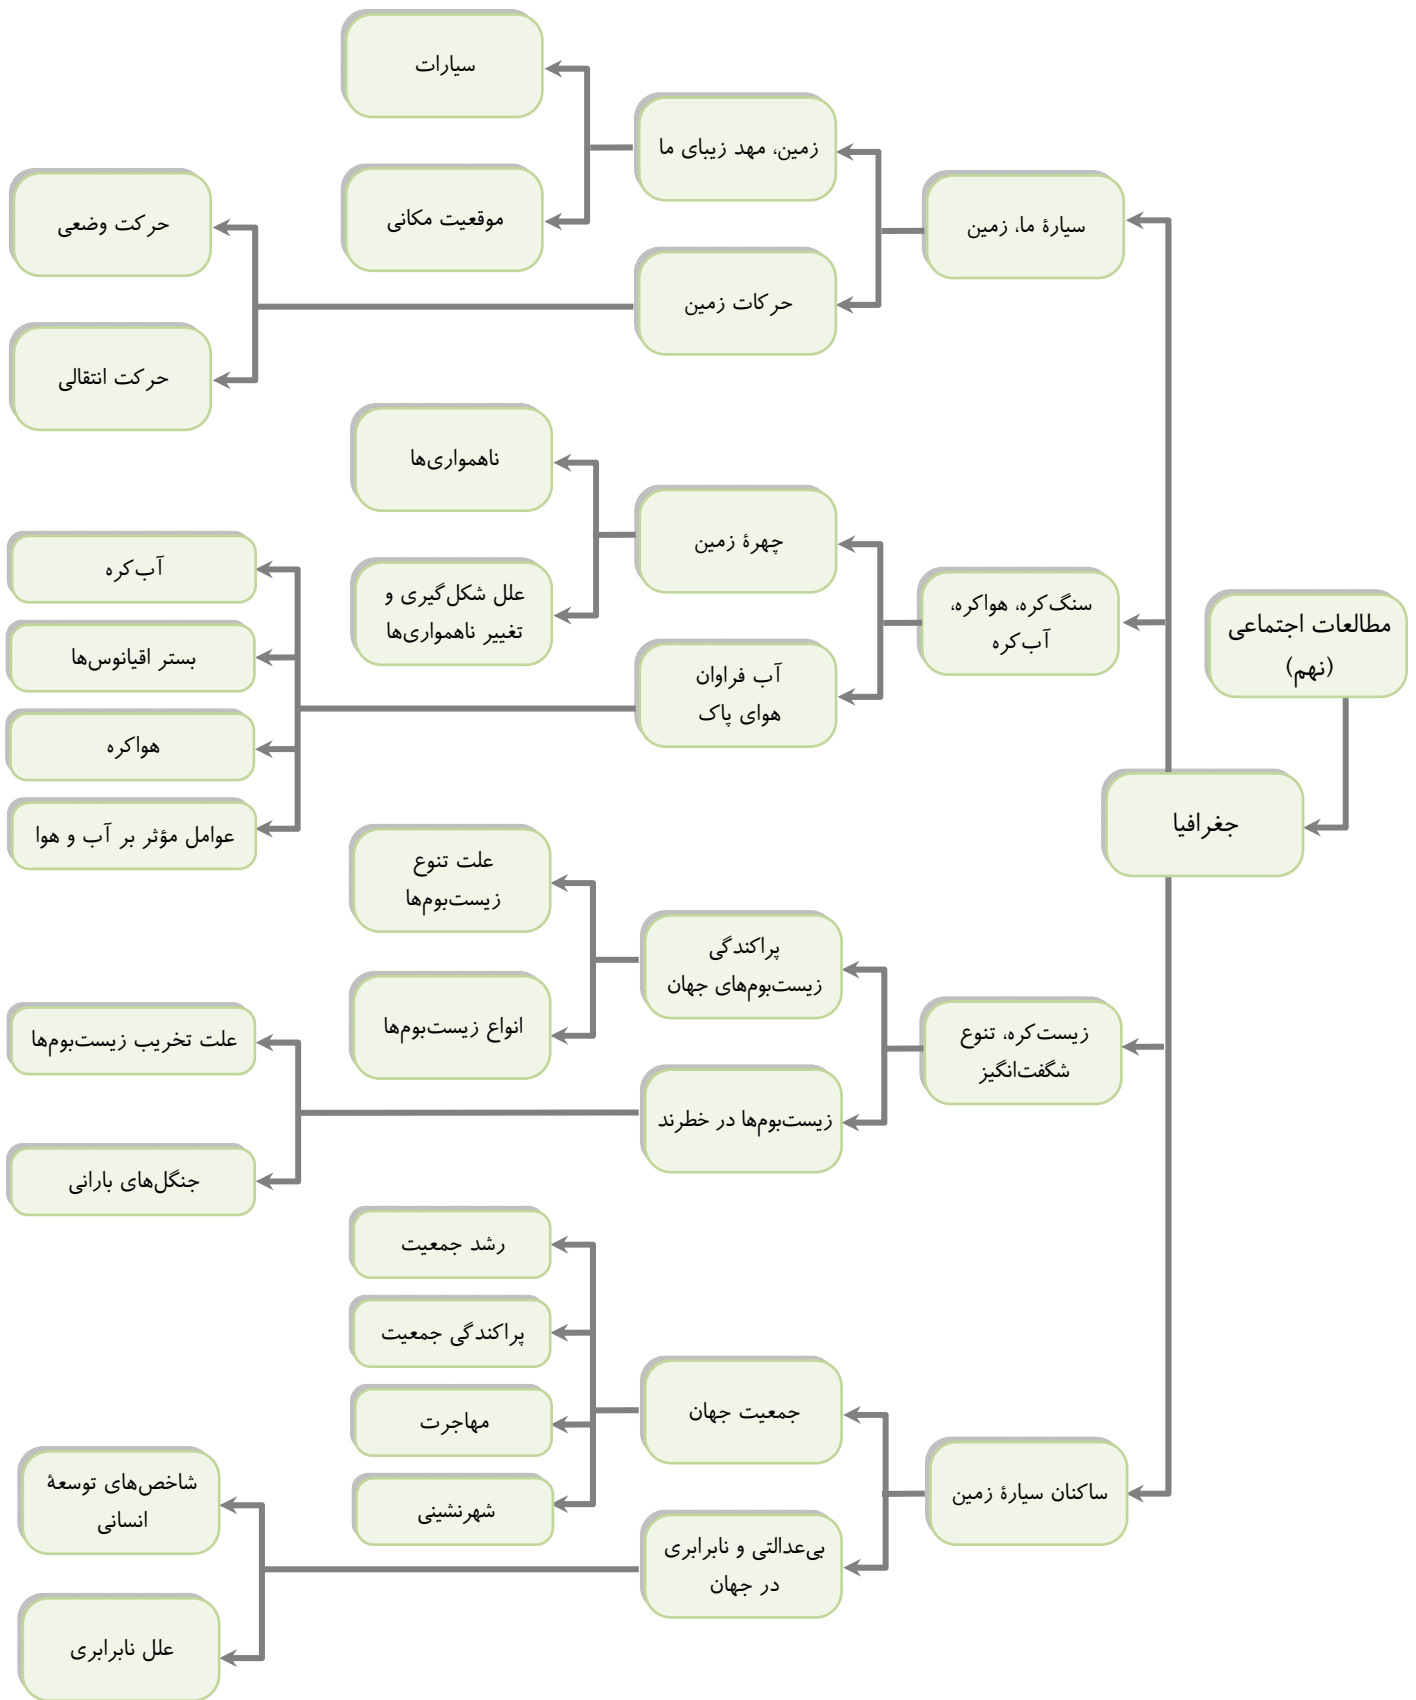 مطالعات اجتماعی
(نهم)
جغرافیا
سیارهٔ ما، زمین
زمین، مهد زیبای ما
سیارات
موقعیت مکانی
حرکات زمین
حرکت وضعی
حرکت انتقالی
سنگ‌کره، هواکره،
آب‌کره
چهرهٔ زمین
ناهمواری‌ها
علل شکل‌گیری و
تغییر ناهمواری‌ها
آب فراوان
هوای پاک
آب‌کره
بستر اقیانوس‌ها
هواکره
عوامل مؤثر بر آب و هوا
زیست‌کره، تنوع
شگفت‌انگیز
پراکندگی
زیست‌بوم‌های جهان
علت تنوع
زیست‌بوم‌ها
انواع زیست‌بوم‌ها
زیست‌بوم‌ها در خطرند
علت تخریب زیست‌بوم‌ها
جنگل‌های بارانی
ساکنان سیارهٔ زمین
جمعیت جهان
رشد جمعیت
پراکندگی جمعیت
مهاجرت
شهرنشینی
بی‌عدالتی و نابرابری
در جهان
شاخص‌های توسعهٔ
انسانی
علل نابرابری